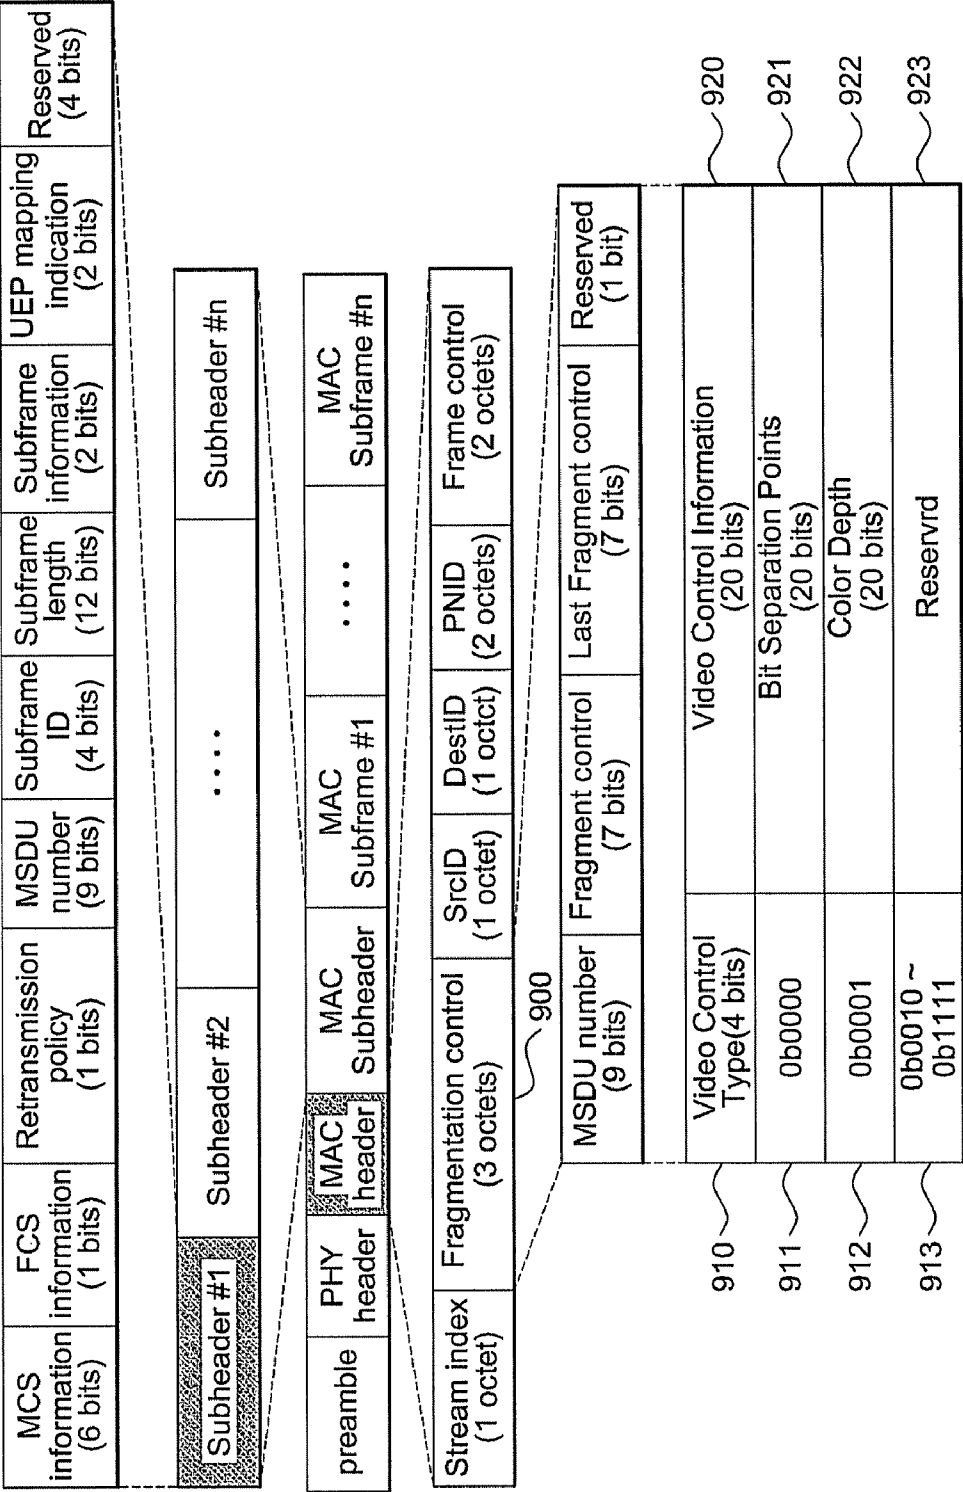 MCS
information
(6 bits)
FCS
information
(1 bits)
Retransmission
policy
(1 bits)
MSDU
number
(9 bits)
Subframe
ID
(4 bits)
Subframe
length
(12 bits)
Subframe
information
(2 bits)
UEP mapping
indication
(2 bits)
Reserved
(4 bits)
Subheader #1
Subheader #2
....
Subheader #n
preamble
PHY
header
MAC
header
MAC
Subheader
MAC
Subframe #1
....
MAC
Subframe #n
Stream index
(1 octet)
Fragmentation control
(3 octets)
SrcID
(1 octet)
DestID
(1 octct)
PNID
(2 octets)
Frame control
(2 octets)
900
MSDU number
(9 bits)
Fragment control
(7 bits)
Last Fragment control
(7 bits)
Reserved
(1 bit)
910
Video Control
Type(4 bits)
Video Control Information
(20 bits)
920
911
0b0000
Bit Separation Points
(20 bits)
921
912
0b0001
Color Depth
(20 bits)
922
913
0b0010 ~
0b1111
Reservrd
923